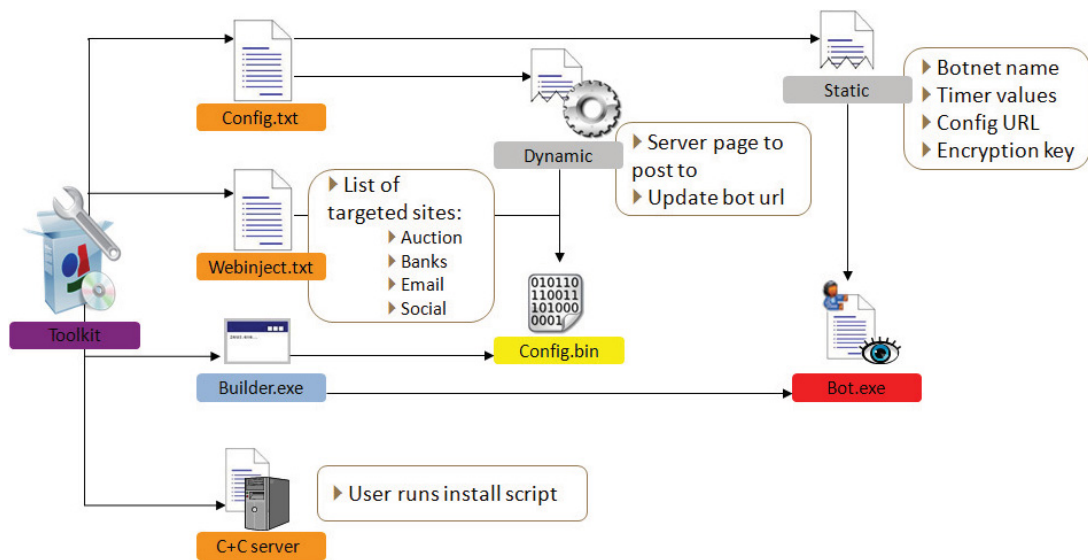 Config.txt
Dynamic
Static
Botnet name
Timer values
Config URL
Encryption key
Server page to
post to
Update bot url
Webinject.txt
List of
targeted sites:
Auction
Banks
Email
Social
Toolkit
010110
110011
101000
0001
Config.bin
Builder.exe
Bot.exe
C+C server
User runs install script